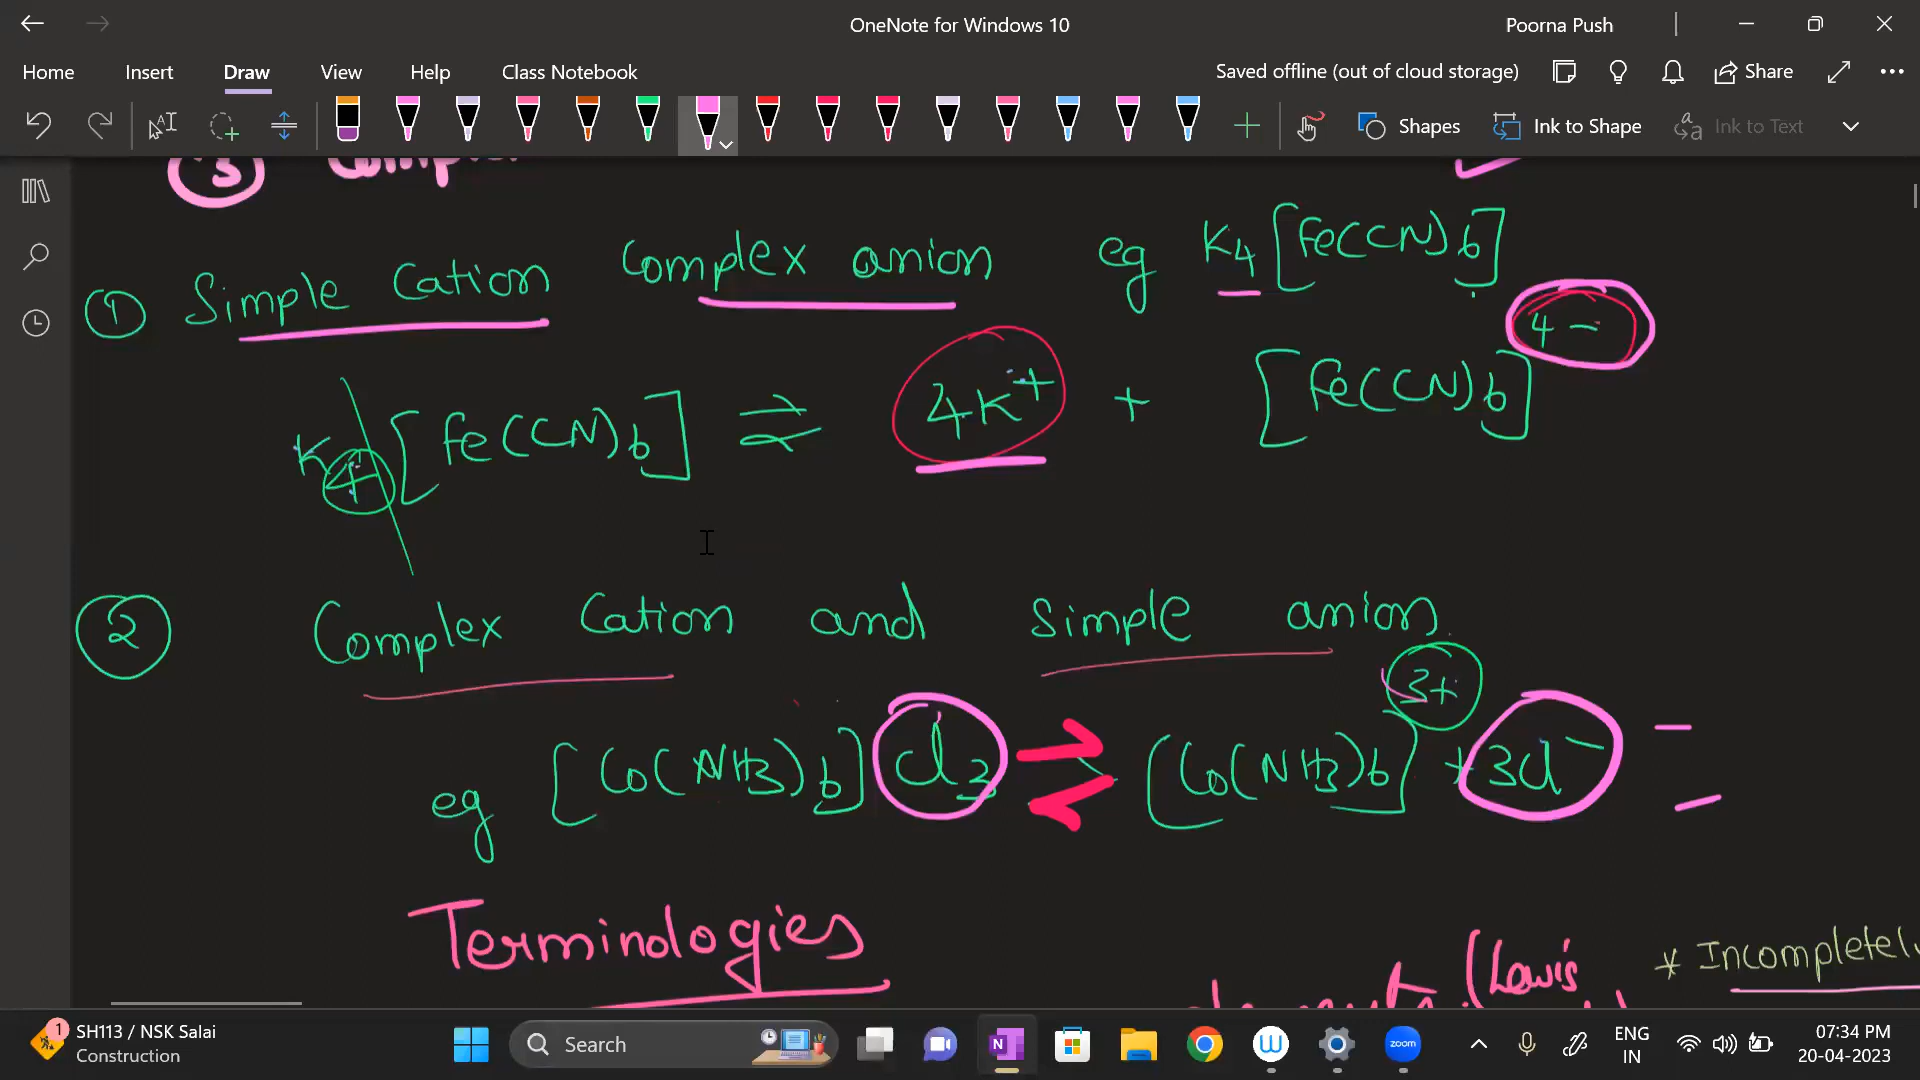 OneNote for Windows 10
Poorna Push
Home Insert Draw View Help Class Notebook
Saved offline (out of cloud storage)
Share
Shapes
Ink to Shape
Ink to Text
3
① Simple Cation Complex anion eg K4[Fe(CN)6]
K4[Fe(CN)6] ⇌ 4K+ + [Fe(CN)6]4-
② Complex Cation and Simple anion
eg [Co(NH3)6]Cl3 ⇌ [Co(NH3)6]3+ + 3Cl-
Terminologies
(Lewis
* Incompletely
1
SH113 / NSK Salai
Construction
Search
zoom
ENG
IN
07:34 PM
20-04-2023